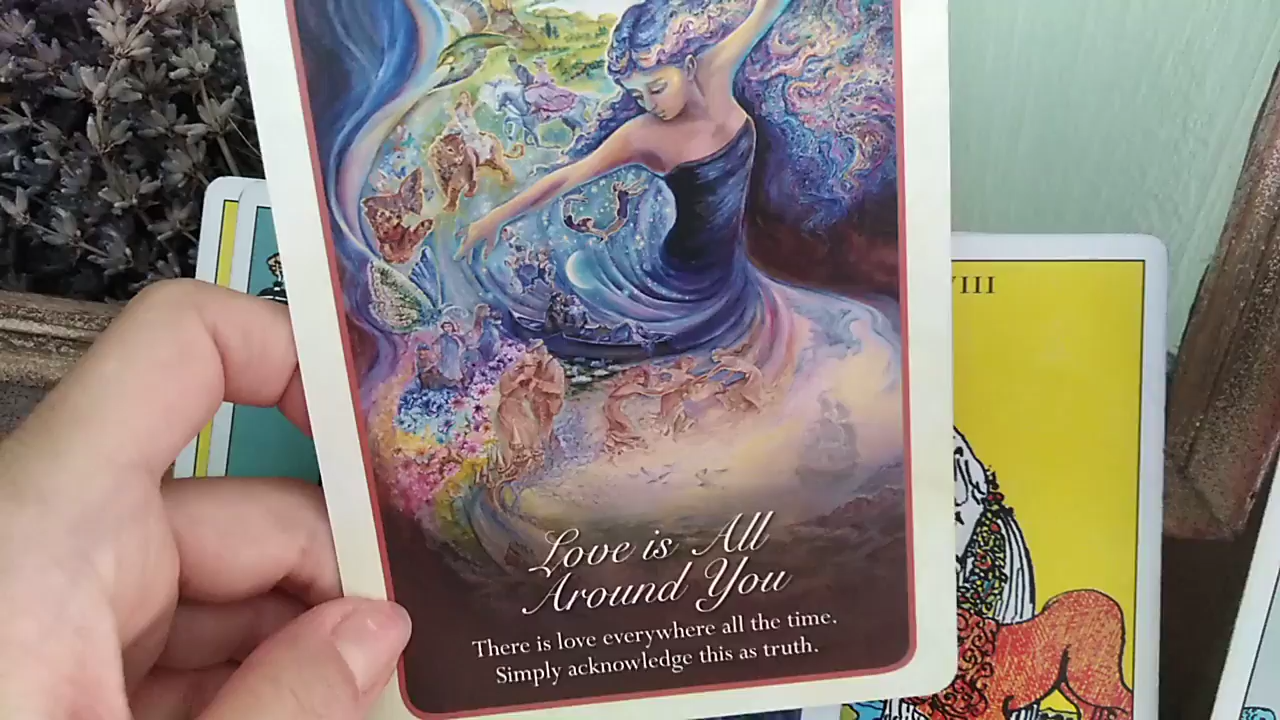 VIII
Love is All
Around You
There is love everywhere all the time.
Simply acknowledge this as truth.